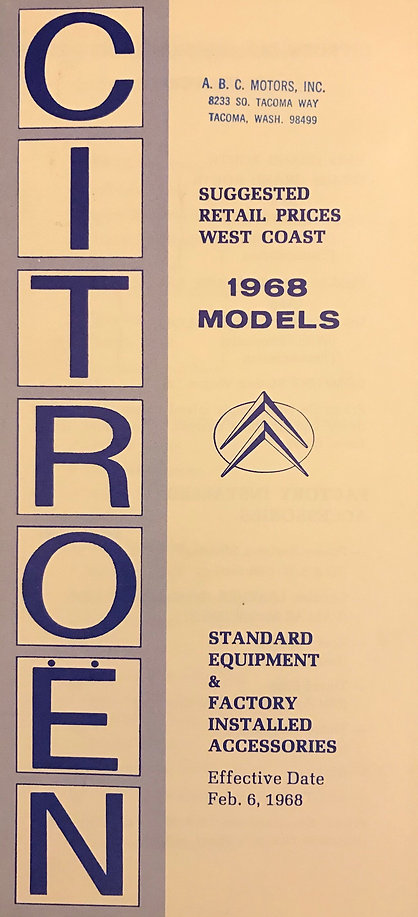 CITROËN
A. B. C. MOTORS, INC.
8233 SO. TACOMA WAY
TACOMA, WASH. 98499
SUGGESTED
RETAIL PRICES
WEST COAST
1968
MODELS
STANDARD
EQUIPMENT
&
FACTORY
INSTALLED
ACCESSORIES
Effective Date
Feb. 6, 1968